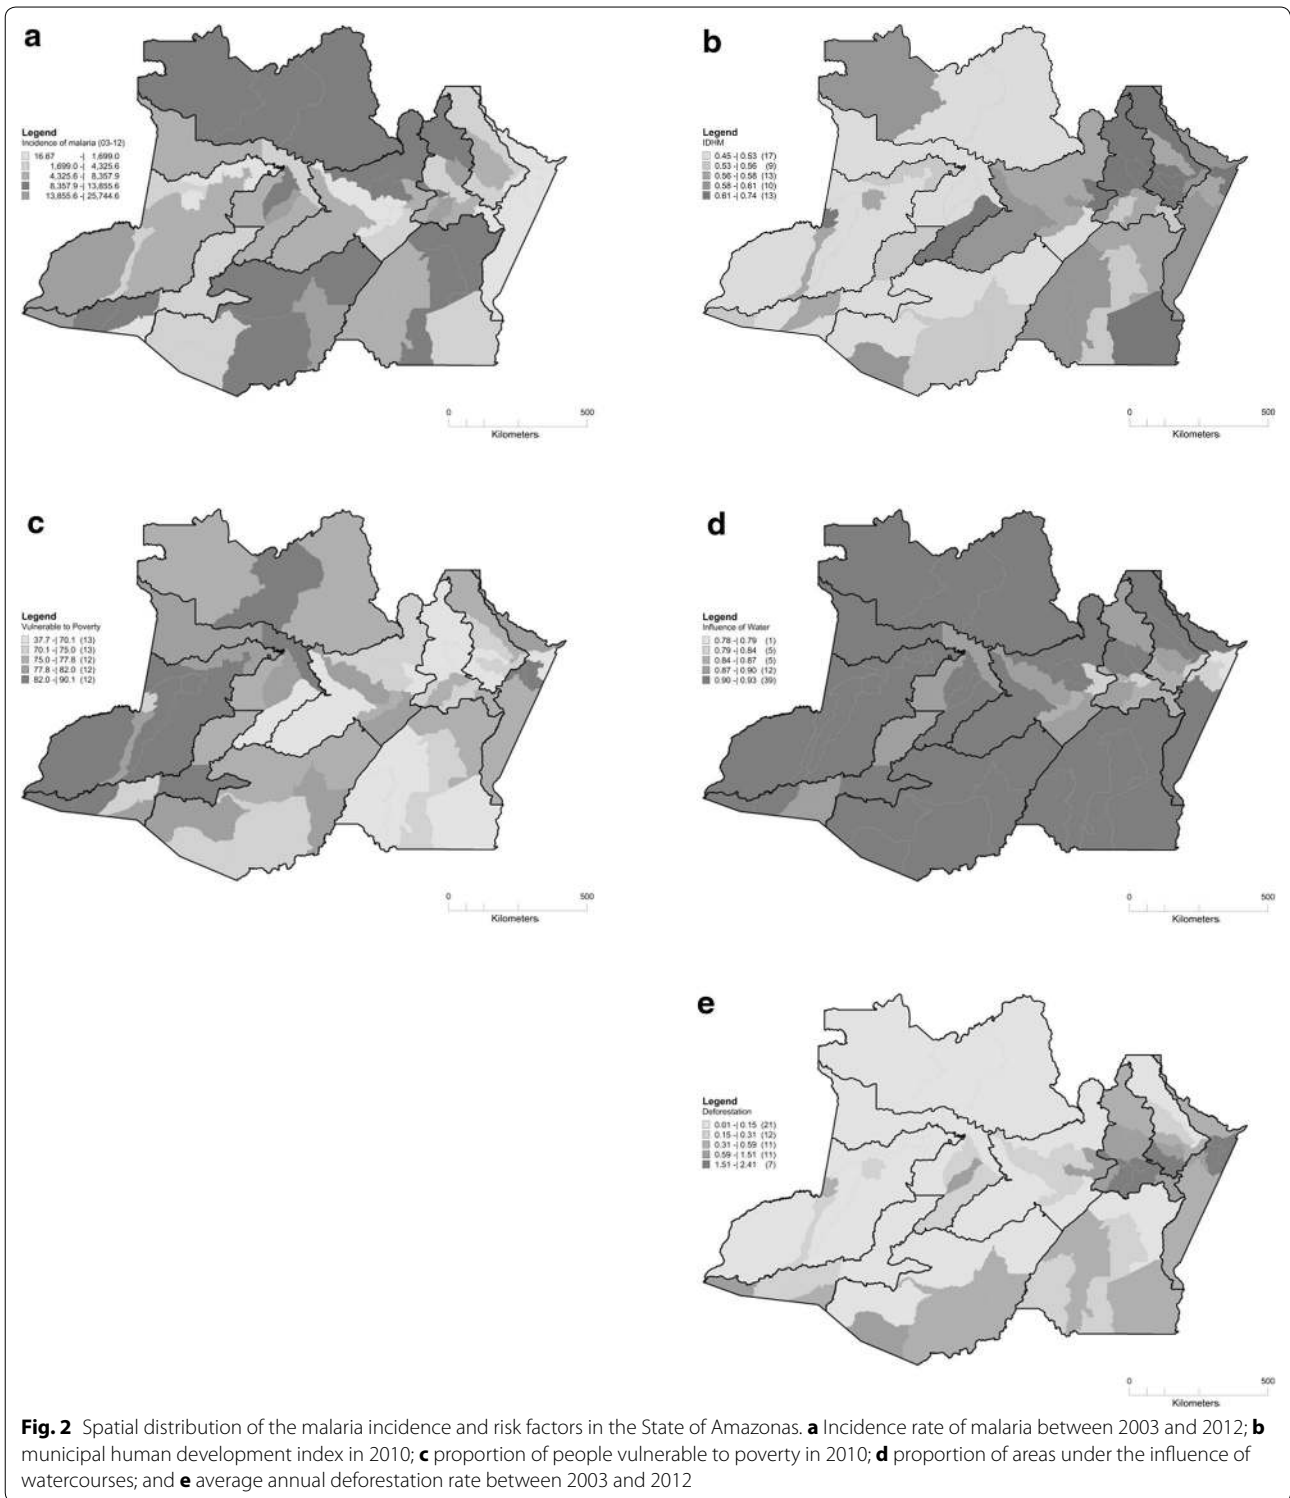 a
Legend
Incidence of malaria (03-12)
16.67 -| 1,699.0
1,699.0 -| 4,325.6
4,325.6 -| 8,357.9
8,357.9 -| 13,855.6
13,855.6 -| 25,744.6
0 500
Kilometers
b
Legend
IDHM
0.45 -| 0.53 (17)
0.53 -| 0.56 (9)
0.56 -| 0.58 (13)
0.58 -| 0.61 (10)
0.61 -| 0.74 (13)
0 500
Kilometers
c
Legend
Vulnerable to Poverty
37.7 -| 70.1 (13)
70.1 -| 75.0 (13)
75.0 -| 77.8 (12)
77.8 -| 82.0 (12)
82.0 -| 90.1 (12)
0 500
Kilometers
d
Legend
Influence of Water
0.78 -| 0.79 (1)
0.79 -| 0.84 (5)
0.84 -| 0.87 (5)
0.87 -| 0.90 (12)
0.90 -| 0.93 (39)
0 500
Kilometers
e
Legend
Deforestation
0.01 -| 0.15 (21)
0.15 -| 0.31 (12)
0.31 -| 0.59 (11)
0.59 -| 1.51 (11)
1.51 -| 2.41 (7)
0 500
Kilometers
Fig. 2 Spatial distribution of the malaria incidence and risk factors in the State of Amazonas. a Incidence rate of malaria between 2003 and 2012; b
municipal human development index in 2010; c proportion of people vulnerable to poverty in 2010; d proportion of areas under the influence of
watercourses; and e average annual deforestation rate between 2003 and 2012